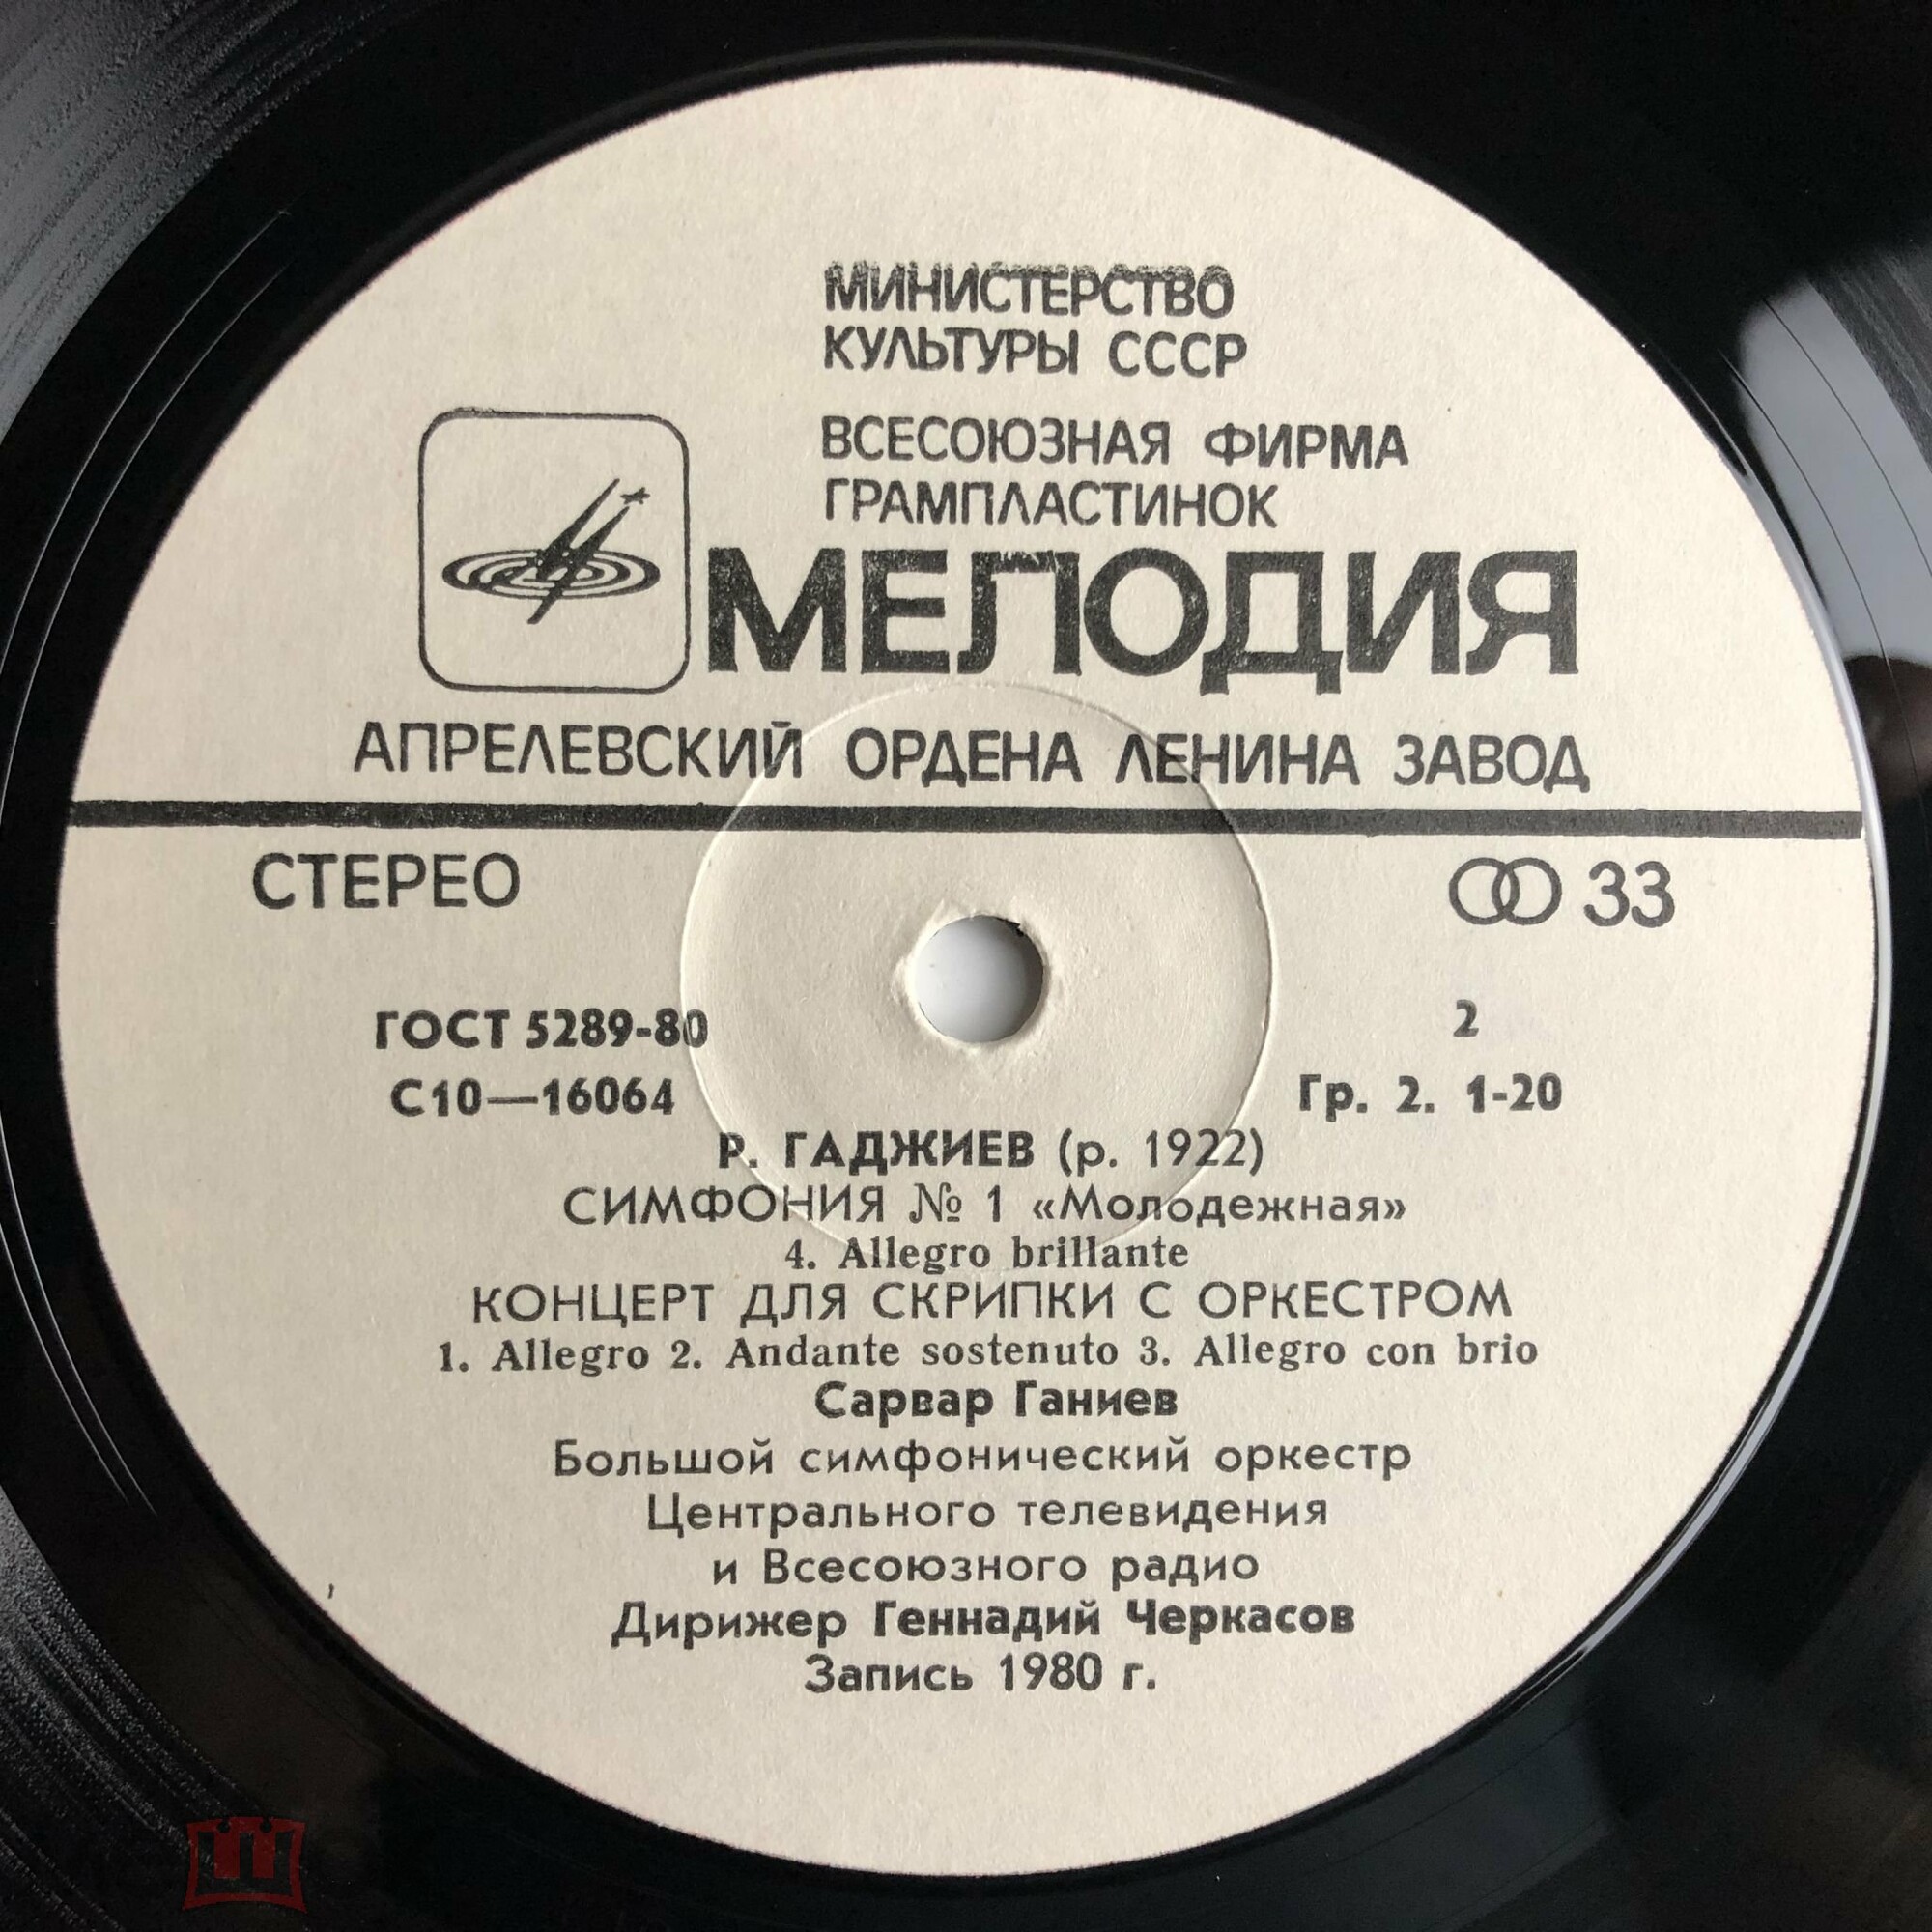 МИНИСТЕРСТВО
КУЛЬТУРЫ СССР
ВСЕСОЮЗНАЯ ФИРМА
ГРАМПЛАСТИНОК
МЕЛОДИЯ
АПРЕЛЕВСКИЙ ОРДЕНА ЛЕНИНА ЗАВОД
СТЕРЕО 33
ГОСТ 5289-80 2
С10—16064 Гр. 2. 1-20
Р. ГАДЖИЕВ (р. 1922)
СИМФОНИЯ № 1 «Молодежная»
4. Allegro brillante
КОНЦЕРТ ДЛЯ СКРИПКИ С ОРКЕСТРОМ
1. Allegro 2. Andante sostenuto 3. Allegro con brio
Сарвар Ганиев
Большой симфонический оркестр
Центрального телевидения
и Всесоюзного радио
Дирижер Геннадий Черкасов
Запись 1980 г.